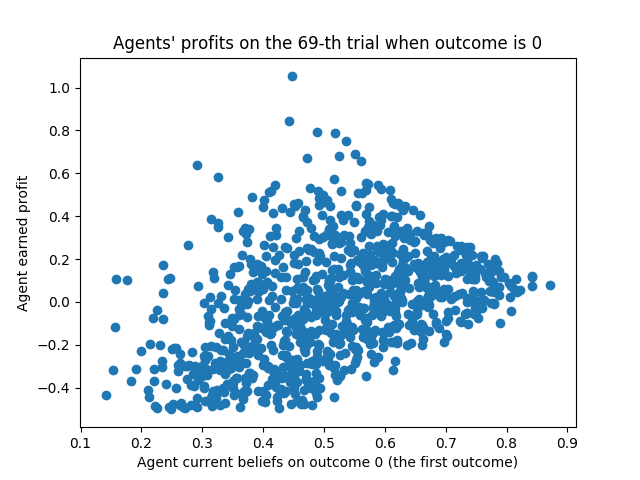 Agents' profits on the 69-th trial when outcome is 0
1.0
0.8
0.6
0.4
0.2
0.0
−0.2
−0.4
Agent earned profit
0.1 0.2 0.3 0.4 0.5 0.6 0.7 0.8 0.9
Agent current beliefs on outcome 0 (the first outcome)